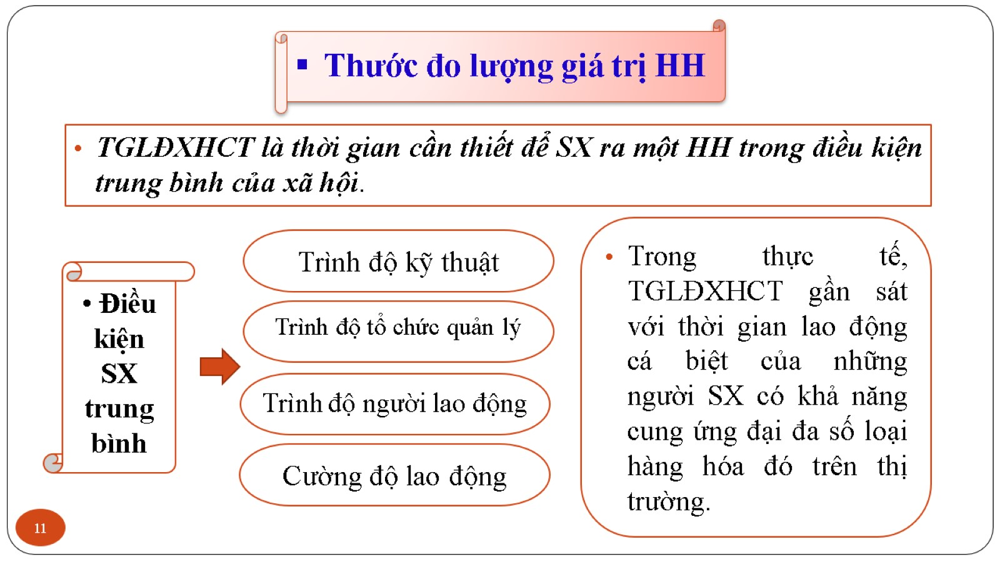 ▪ Thước đo lượng giá trị HH
• TGLĐXHCT là thời gian cần thiết để SX ra một HH trong điều kiện
trung bình của xã hội.
• Điều
kiện
SX
trung
bình
Trình độ kỹ thuật
Trình độ tổ chức quản lý
Trình độ người lao động
Cường độ lao động
• Trong thực tế,
TGLĐXHCT gần sát
với thời gian lao động
cá biệt của những
người SX có khả năng
cung ứng đại đa số loại
hàng hóa đó trên thị
trường.
11